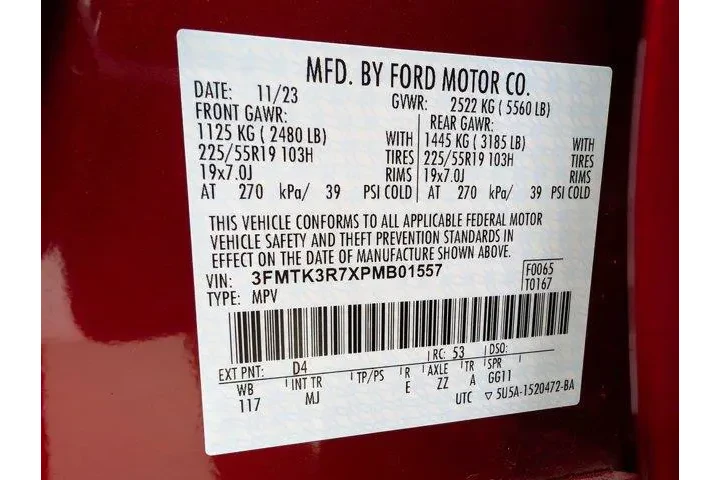 MFD. BY FORD MOTOR CO.
DATE: 11/23 GVWR: 2522 KG ( 5560 LB)
FRONT GAWR: REAR GAWR:
1125 KG ( 2480 LB) WITH 1445 KG ( 3185 LB) WITH
225/55R19 103H TIRES 225/55R19 103H TIRES
19x7.0J RIMS 19x7.0J RIMS
AT 270 kPa/ 39 PSI COLD AT 270 kPa/ 39 PSI COLD
THIS VEHICLE CONFORMS TO ALL APPLICABLE FEDERAL MOTOR
VEHICLE SAFETY AND THEFT PREVENTION STANDARDS IN
EFFECT ON THE DATE OF MANUFACTURE SHOWN ABOVE.
VIN: 3FMTK3R7XPMB01557 F0065
TYPE: MPV T0167
EXT PNT: D4 RC: 53 DSO:
WB INT TR TP/PS R AXLE TR SPR
117 MJ E ZZ A GG11
UTC ▽ 5U5A-1520472-BA